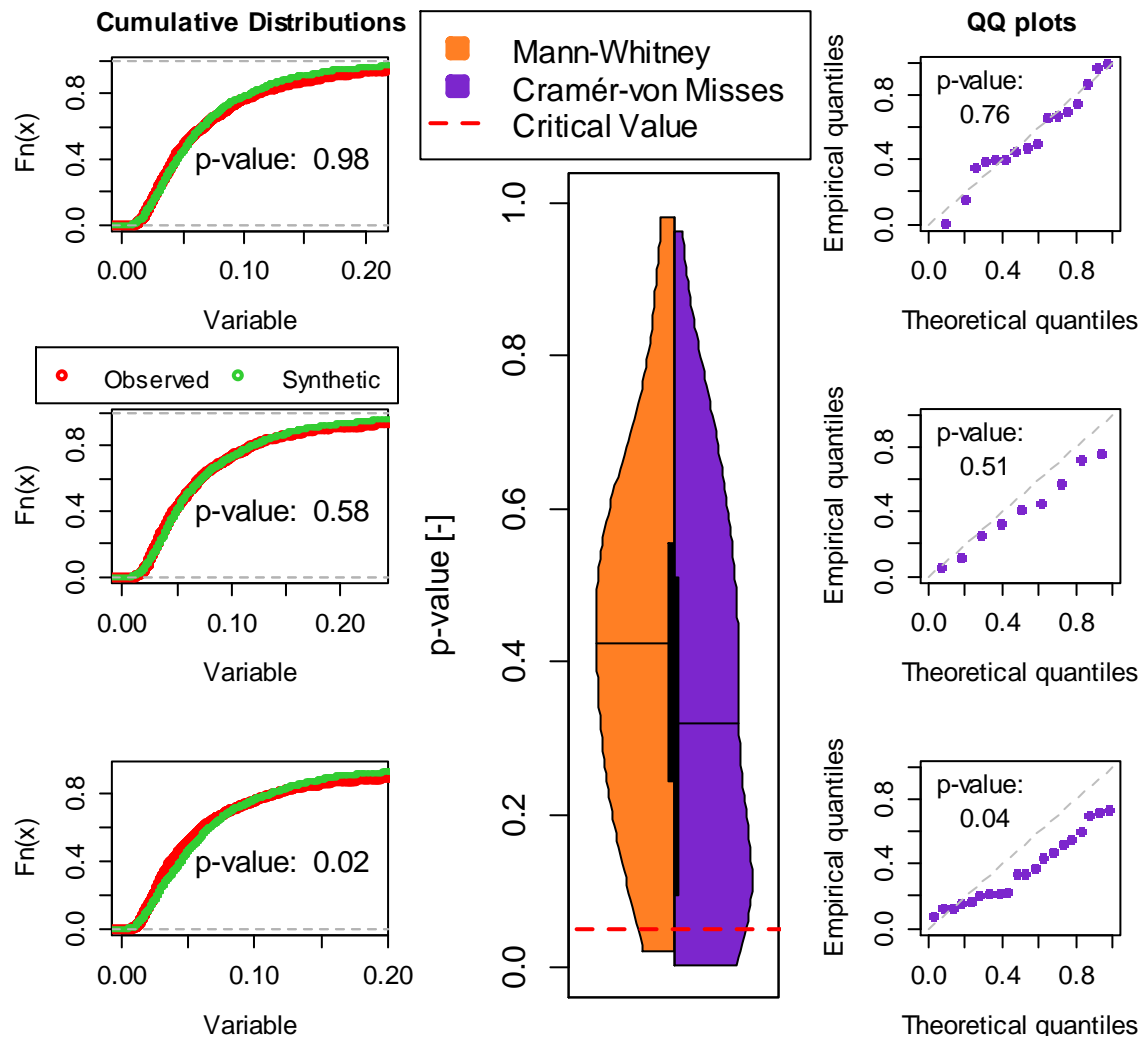 Cumulative Distributions
Fn(x)
0.0 0.4 0.8
p-value: 0.98
0.00 0.10 0.20
Variable
Observed Synthetic
Fn(x)
0.0 0.4 0.8
p-value: 0.58
0.00 0.10 0.20
Variable
Fn(x)
0.0 0.4 0.8
p-value: 0.02
0.00 0.10 0.20
Variable
Mann-Whitney
Cramér-von Misses
Critical Value
p-value [-]
0.0 0.2 0.4 0.6 0.8 1.0
QQ plots
Empirical quantiles
0.0 0.4 0.8
p-value:
0.76
0.0 0.4 0.8
Theoretical quantiles
Empirical quantiles
0.0 0.4 0.8
p-value:
0.51
0.0 0.4 0.8
Theoretical quantiles
Empirical quantiles
0.0 0.4 0.8
p-value:
0.04
0.0 0.4 0.8
Theoretical quantiles